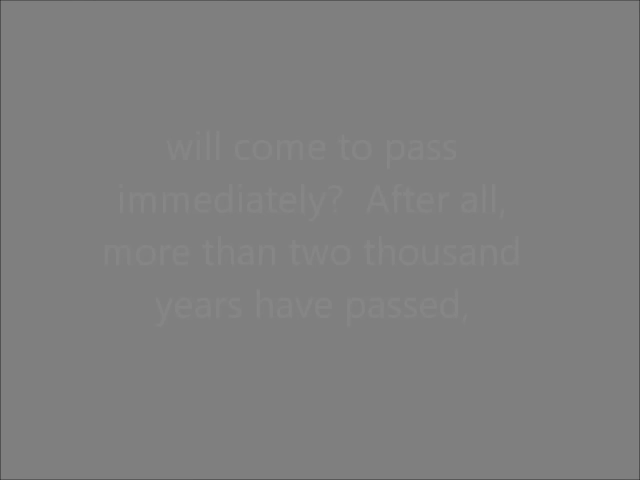 will come to pass
immediately?  After all,
more than two thousand
years have passed,